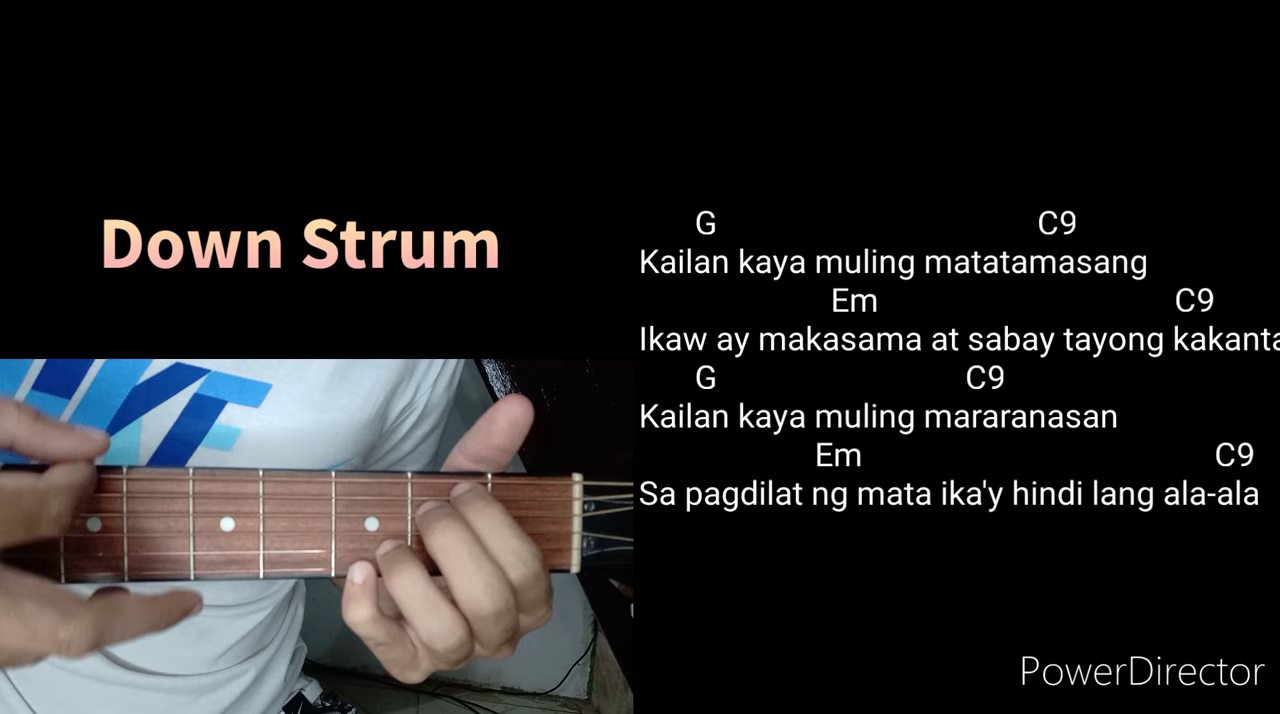 Down Strum
G C9
Kailan kaya muling matatamasang
Em C9
Ikaw ay makasama at sabay tayong kakanta
G C9
Kailan kaya muling mararanasan
Em C9
Sa pagdilat ng mata ika'y hindi lang ala-ala
PowerDirector